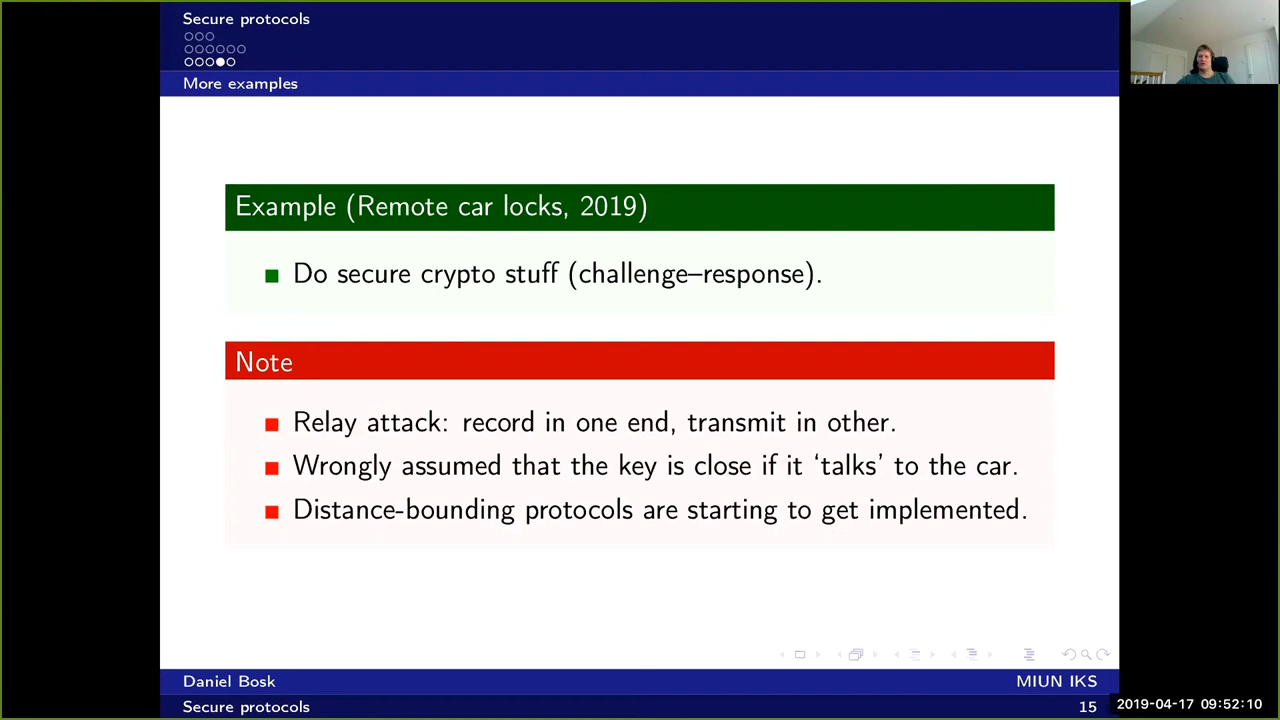 Secure protocols
More examples
Example (Remote car locks, 2019)
Do secure crypto stuff (challenge–response).
Note
Relay attack: record in one end, transmit in other.
Wrongly assumed that the key is close if it ‘talks’ to the car.
Distance-bounding protocols are starting to get implemented.
Daniel Bosk
MIUN IKS
Secure protocols
15
2019-04-17 09:52:10